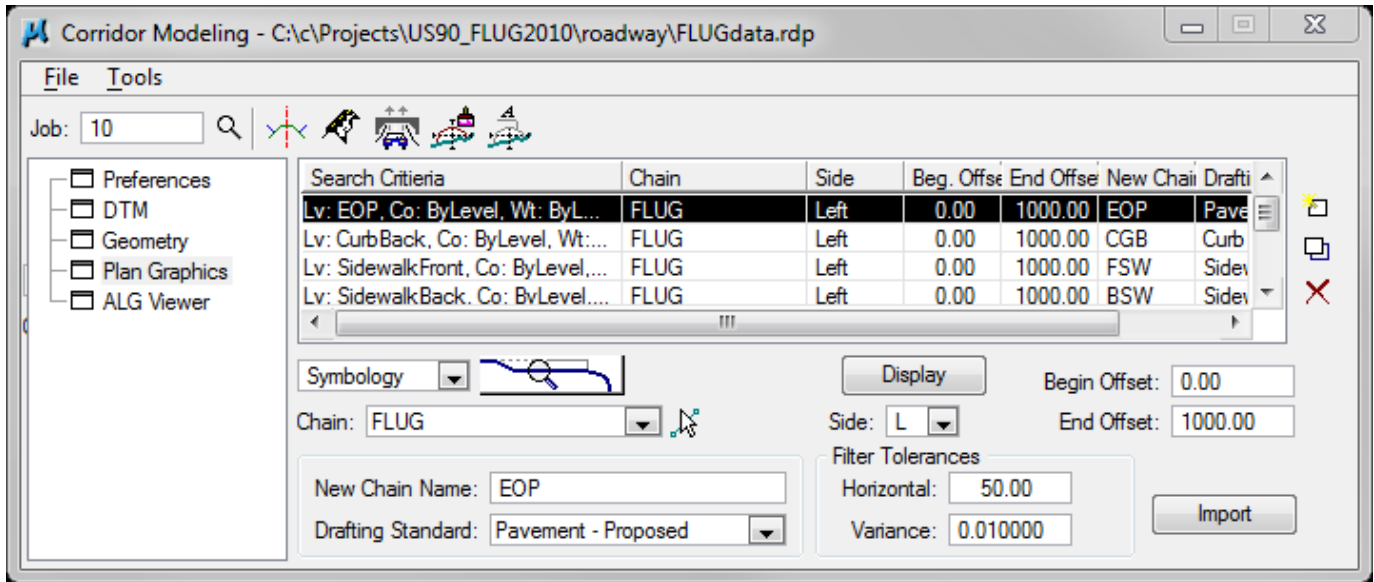 Corridor Modeling - C:\c\Projects\US90_FLUG2010\roadway\FLUGdata.rdp
File Tools
Job: 10
Preferences
DTM
Geometry
Plan Graphics
ALG Viewer
Search Critieria Chain Side Beg. Offse End Offse New Chair Drafti
Lv: EOP, Co: ByLevel, Wt: ByL... FLUG Left 0.00 1000.00 EOP Pave
Lv: CurbBack, Co: ByLevel, Wt:... FLUG Left 0.00 1000.00 CGB Curb
Lv: SidewalkFront, Co: ByLevel,... FLUG Left 0.00 1000.00 FSW Sidew
Lv: SidewalkBack, Co: ByLevel,... FLUG Left 0.00 1000.00 BSW Sidew
Symbology Display Begin Offset: 0.00
Chain: FLUG Side: L End Offset: 1000.00
Filter Tolerances
New Chain Name: EOP Horizontal: 50.00
Drafting Standard: Pavement - Proposed Variance: 0.010000 Import